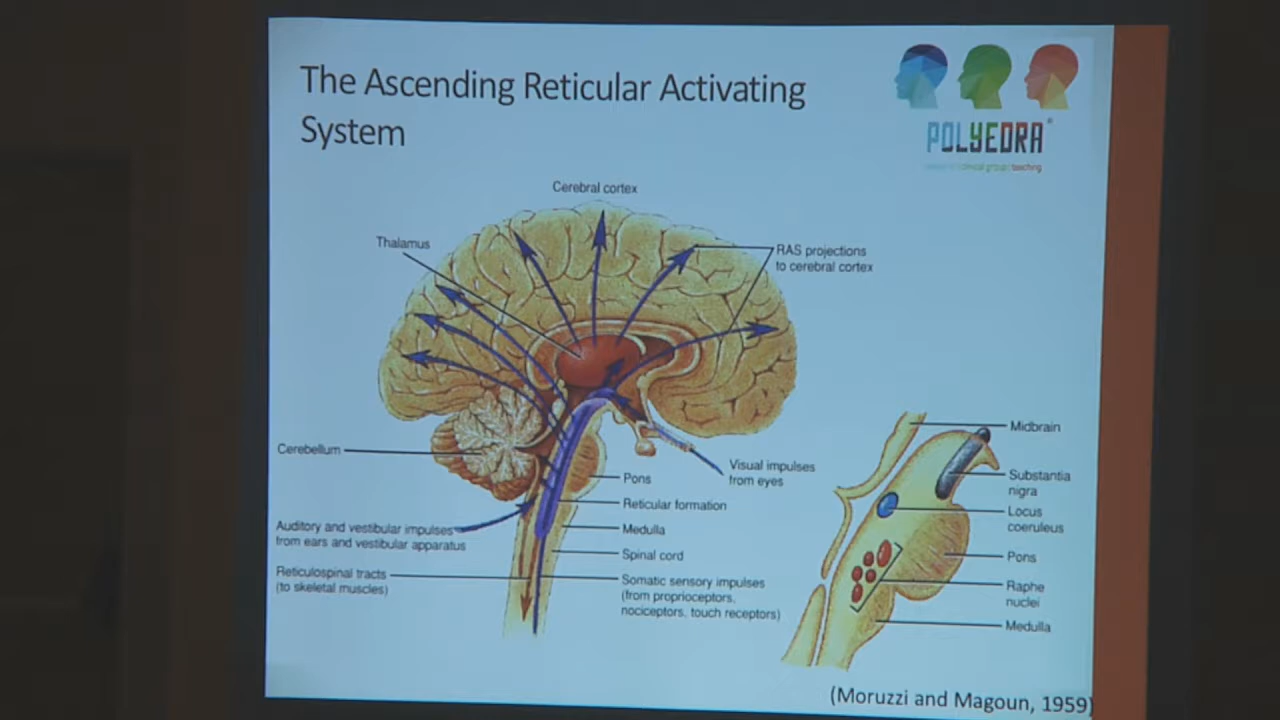 The Ascending Reticular Activating
System
POLYEDRA
Cerebral cortex
Thalamus
RAS projections
to cerebral cortex
Cerebellum
Visual impulses
from eyes
Pons
Reticular formation
Auditory and vestibular impulses
from ears and vestibular apparatus
Medulla
Spinal cord
Reticulospinal tracts
(to skeletal muscles)
Somatic sensory impulses
(from proprioceptors,
nociceptors, touch receptors)
Midbrain
Substantia
nigra
Locus
coeruleus
Pons
Raphe
nuclei
Medulla
(Moruzzi and Magoun, 1959)